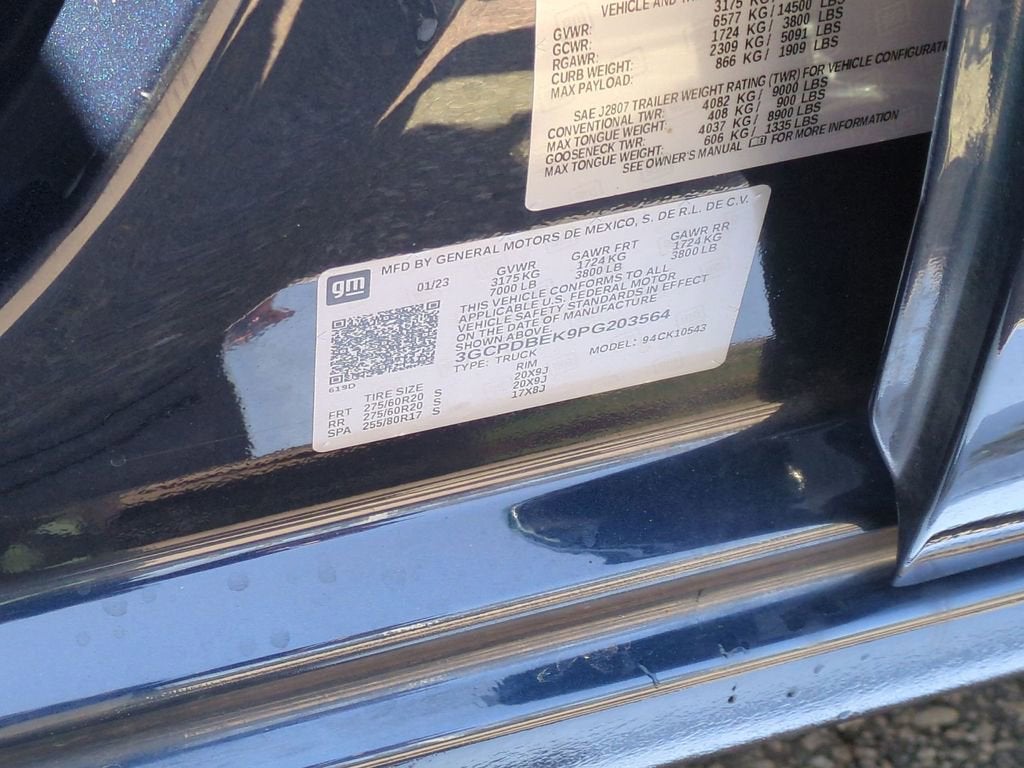 VEHICLE AND
3175 KG /
GVWR: 6577 KG / 14500 LBS
GCWR: 1724 KG / 3800 LBS
RGAWR: 2309 KG / 5091 LBS
CURB WEIGHT: 866 KG / 1909 LBS
MAX PAYLOAD:
SAE J2807 TRAILER WEIGHT RATING (TWR) FOR VEHICLE
CONVENTIONAL TWR: 4082 KG / 9000 LBS
MAX TONGUE WEIGHT: 408 KG / 900 LBS
GOOSENECK TWR: 4037 KG / 8900 LBS
MAX TONGUE WEIGHT: 606 KG / 1335 LBS
SEE OWNER'S MANUAL FOR MORE INFORMATION
gm
MFD BY GENERAL MOTORS DE MEXICO, S. DE R.L. DE C.V.
01/23 GVWR GAWR FRT GAWR RR
3175 KG 1724 KG 1724 KG
7000 LB 3800 LB 3800 LB
THIS VEHICLE CONFORMS TO ALL
APPLICABLE U.S. FEDERAL MOTOR
VEHICLE SAFETY STANDARDS IN EFFECT
ON THE DATE OF MANUFACTURE
SHOWN ABOVE.
3GCPDBEK9PG203564
TYPE: TRUCK MODEL: 94CK10543
619D
TIRE SIZE RIM
FRT 275/60R20 S 20X9J
RR 275/60R20 S 20X9J
SPA 255/80R17 S 17X8J